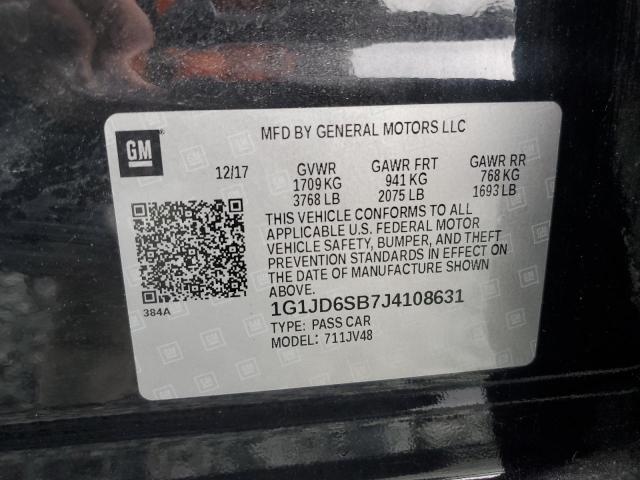 MFD BY GENERAL MOTORS LLC
GM
12/17 GVWR GAWR FRT GAWR RR
1709 KG 941 KG 768 KG
3768 LB 2075 LB 1693 LB
THIS VEHICLE CONFORMS TO ALL
APPLICABLE U.S. FEDERAL MOTOR
VEHICLE SAFETY, BUMPER, AND THEFT
PREVENTION STANDARDS IN EFFECT ON
THE DATE OF MANUFACTURE SHOWN
ABOVE.
384A
1G1JD6SB7J4108631
TYPE: PASS CAR
MODEL: 711JV48